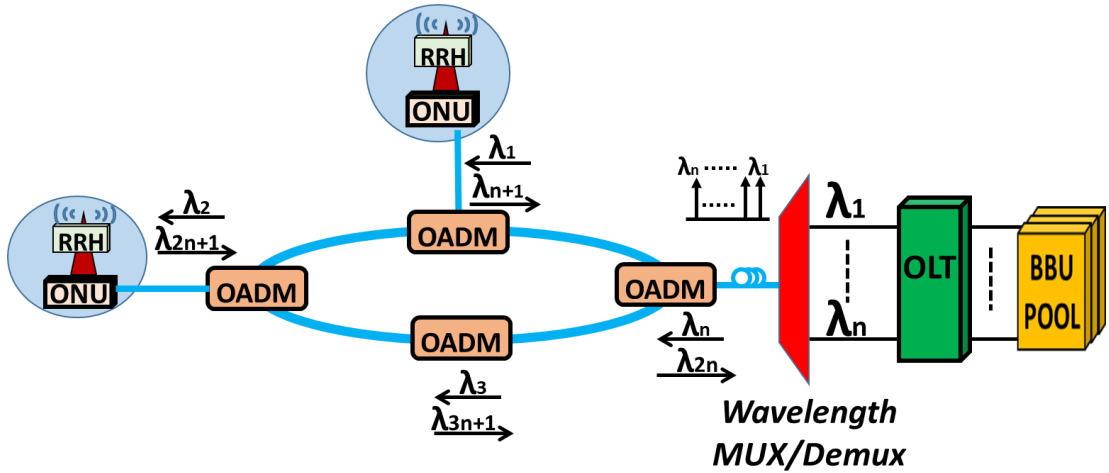 RRH
ONU
λ1
λn+1
λn ..... λ1
.....
λ2
λ2n+1
RRH
ONU
OADM
OADM
OADM
OADM
λ1
λn
OLT
BBU
POOL
λn
λ2n
λ3
λ3n+1
Wavelength
MUX/Demux